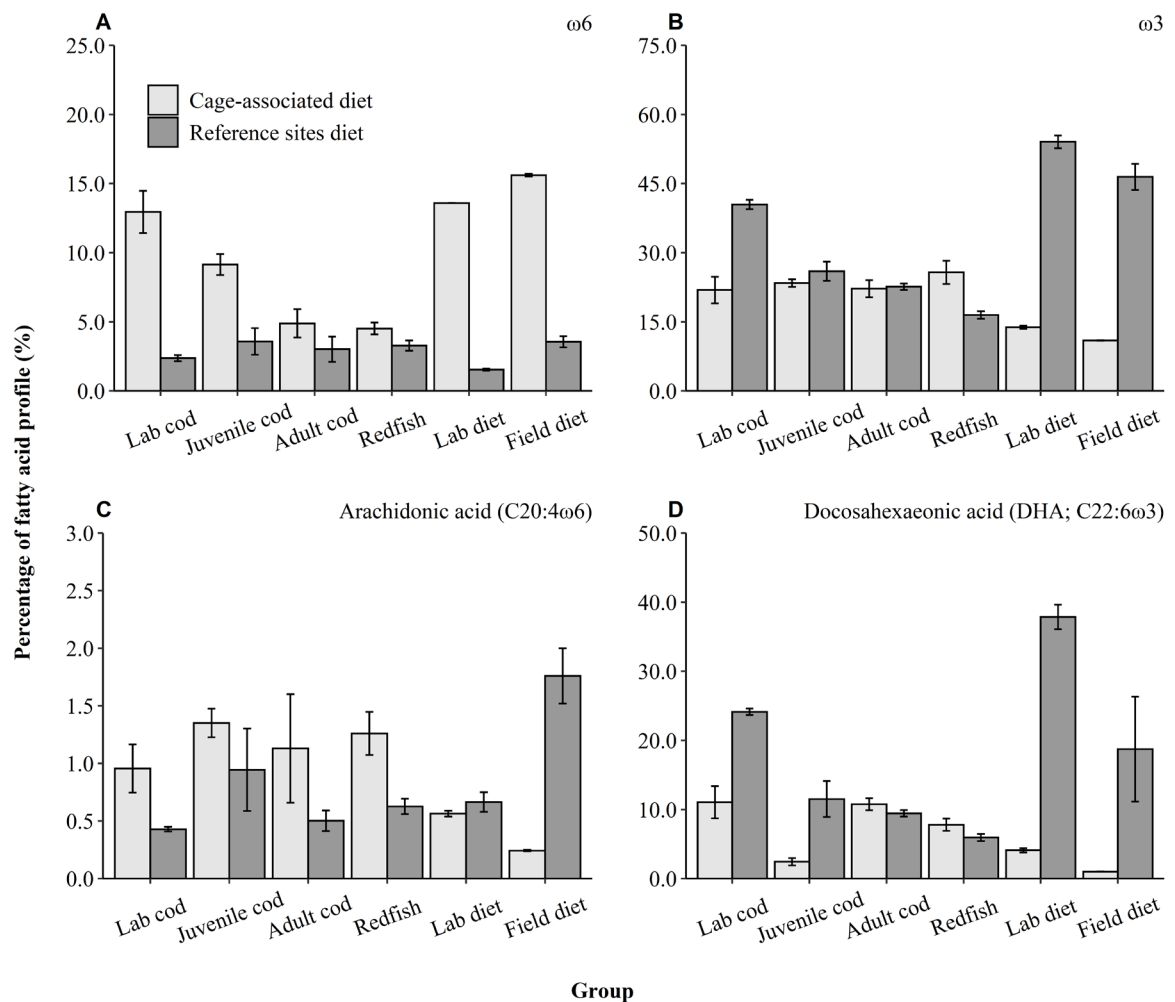 A
ω6
25.0
20.0
15.0
10.0
5.0
0.0
Cage-associated diet
Reference sites diet
Lab cod
Juvenile cod
Adult cod
Redfish
Lab diet
Field diet
B
ω3
75.0
60.0
45.0
30.0
15.0
0.0
Lab cod
Juvenile cod
Adult cod
Redfish
Lab diet
Field diet
Percentage of fatty acid profile (%)
C
Arachidonic acid (C20:4ω6)
3.0
2.5
2.0
1.5
1.0
0.5
0.0
Lab cod
Juvenile cod
Adult cod
Redfish
Lab diet
Field diet
D
Docosahexaeonic acid (DHA; C22:6ω3)
50.0
40.0
30.0
20.0
10.0
0.0
Lab cod
Juvenile cod
Adult cod
Redfish
Lab diet
Field diet
Group